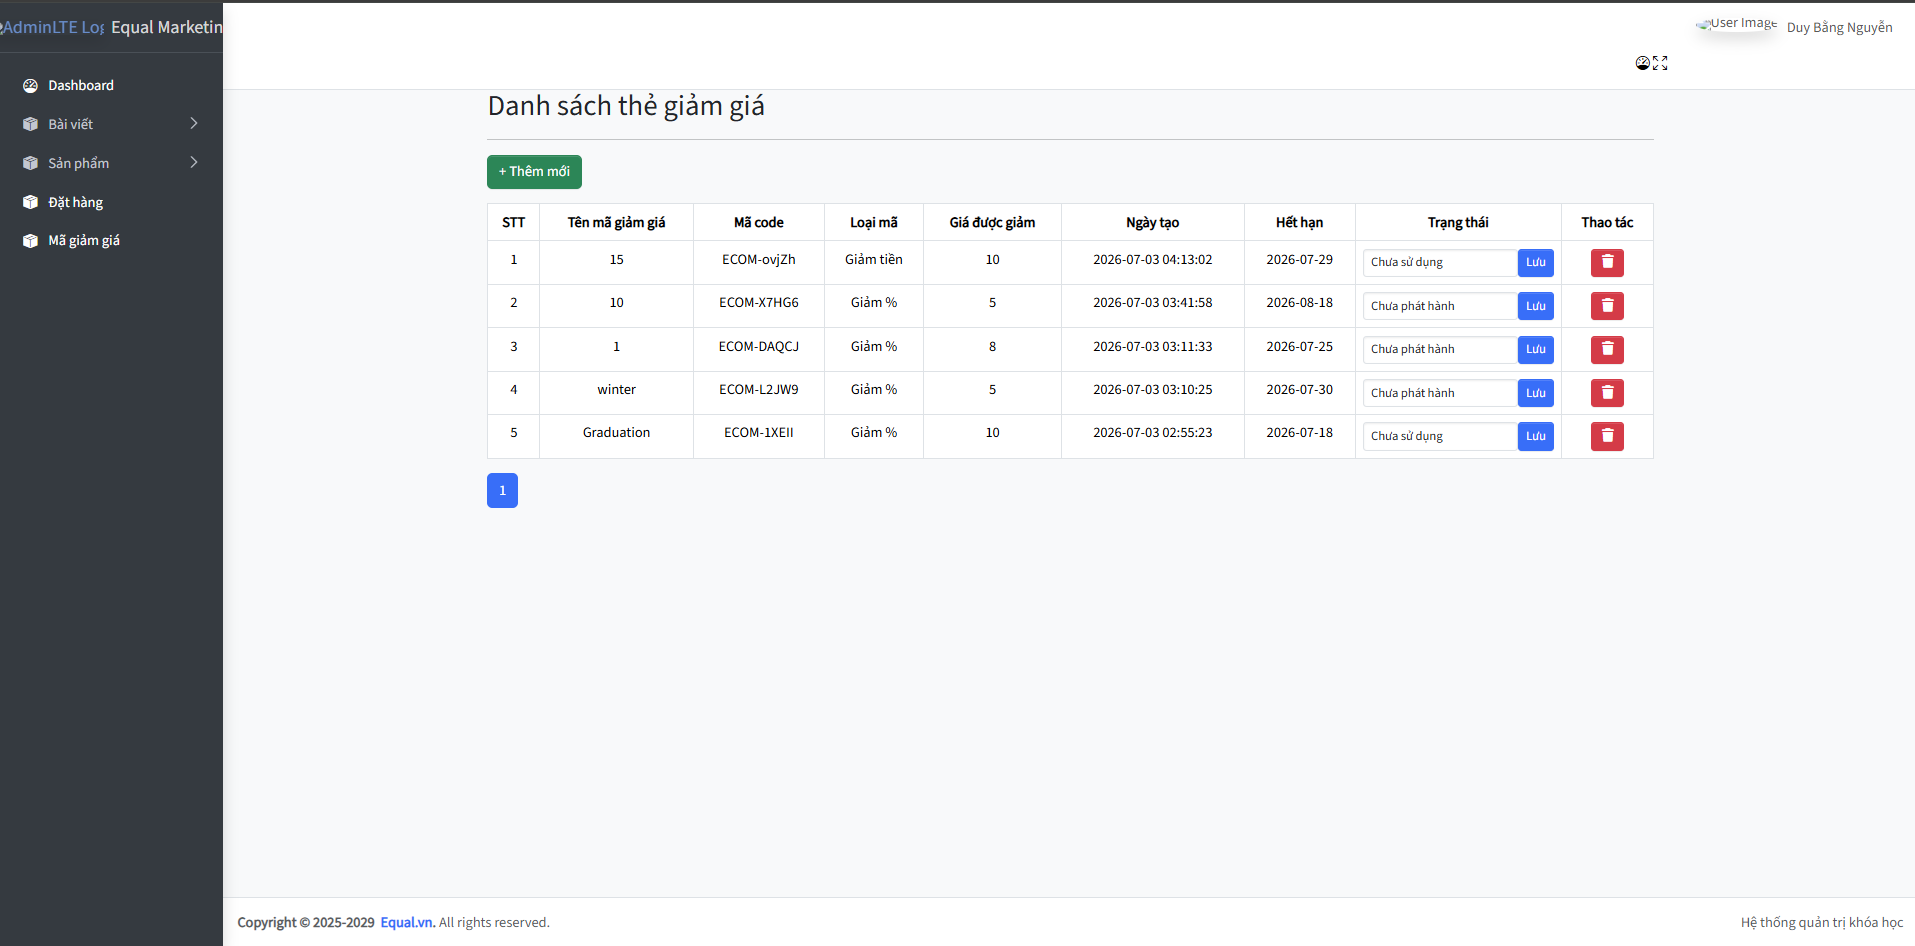 AdminLTE Log Equal Marketin
User Image Duy Bằng Nguyễn
Dashboard
Bài viết
Sản phẩm
Đặt hàng
Mã giảm giá
Danh sách thẻ giảm giá
+ Thêm mới
STT Tên mã giảm giá Mã code Loại mã Giá được giảm Ngày tạo Hết hạn Trạng thái Thao tác
1 15 ECOM-ovjZh Giảm tiền 10 2026-07-03 04:13:02 2026-07-29 Chưa sử dụng Lưu
2 10 ECOM-X7HG6 Giảm % 5 2026-07-03 03:41:58 2026-08-18 Chưa phát hành Lưu
3 1 ECOM-DAQCJ Giảm % 8 2026-07-03 03:11:33 2026-07-25 Chưa phát hành Lưu
4 winter ECOM-L2JW9 Giảm % 5 2026-07-03 03:10:25 2026-07-30 Chưa phát hành Lưu
5 Graduation ECOM-1XEII Giảm % 10 2026-07-03 02:55:23 2026-07-18 Chưa sử dụng Lưu
1
Copyright © 2025-2029 Equal.vn. All rights reserved.
Hệ thống quản trị khóa học